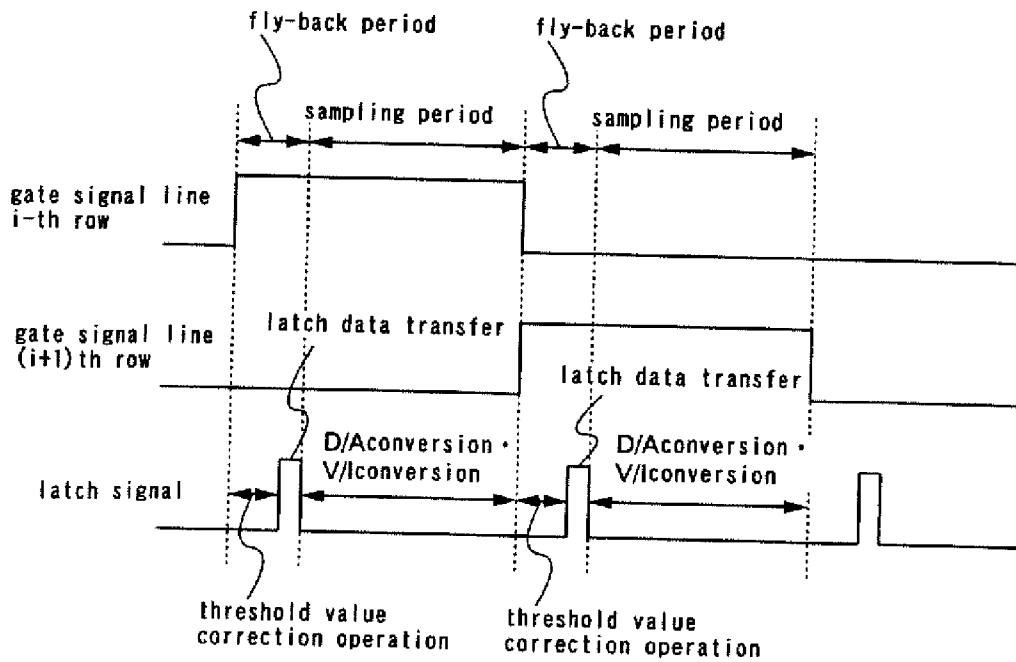 fly-back period
fly-back period
sampling period
sampling period
gate signal line
i-th row
latch data transfer
gate signal line
(i+1)th row
latch data transfer
D/Aconversion・
V/Iconversion
D/Aconversion・
V/Iconversion
latch signal
threshold value
correction operation
threshold value
correction operation